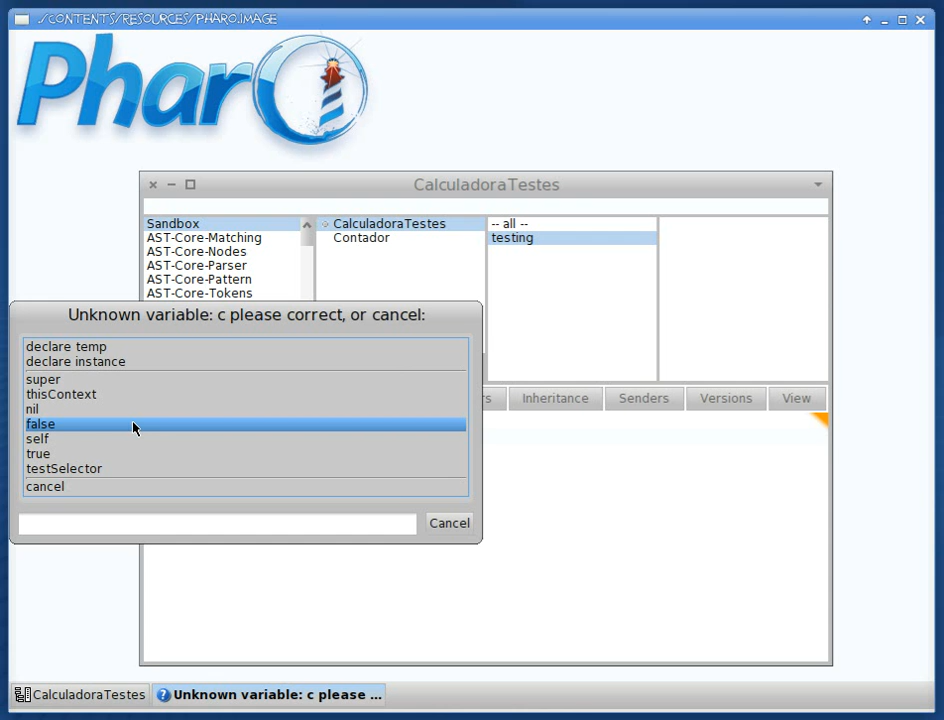 ./CONTENTS/RESOURCES/PHARO.IMAGE
Pharo
CalculadoraTestes
Sandbox
AST-Core-Matching
AST-Core-Nodes
AST-Core-Parser
AST-Core-Pattern
AST-Core-Tokens
CalculadoraTestes
Contador
-- all --
testing
Unknown variable: c please correct, or cancel:
declare temp
declare instance
super
thisContext
nil
false
self
true
testSelector
cancel
Cancel
rs
Inheritance
Senders
Versions
View
CalculadoraTestes
Unknown variable: c please ...